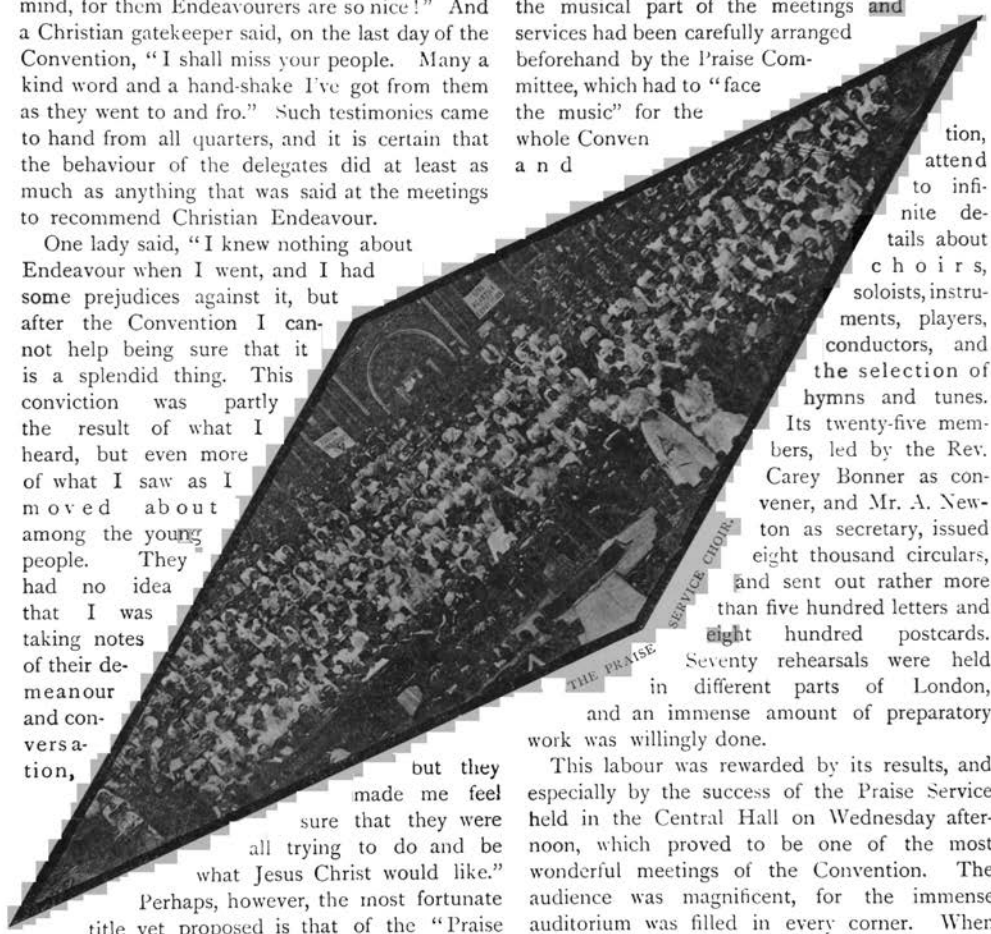 mind, for them Endeavourers are so nice!" And
a Christian gatekeeper said, on the last day of the
Convention, "I shall miss your people. Many a
kind word and a hand-shake I've got from them
as they went to and fro." Such testimonies came
to hand from all quarters, and it is certain that
the behaviour of the delegates did at least as
much as anything that was said at the meetings
to recommend Christian Endeavour.
One lady said, "I knew nothing about
Endeavour when I went, and I had
some prejudices against it, but
after the Convention I can-
not help being sure that it
is a splendid thing. This
conviction was partly
the result of what I
heard, but even more
of what I saw as I
moved about
among the young
people. They
had no idea
that I was
taking notes
of their de-
meanour
and con-
versa-
tion, but they
made me feel
sure that they were
all trying to do and be
what Jesus Christ would like."
Perhaps, however, the most fortunate
title yet proposed is that of the "Praise
THE PRAISE SERVICE CHOIR.
the musical part of the meetings and
services had been carefully arranged
beforehand by the Praise Com-
mittee, which had to "face
the music" for the
whole Conven tion,
and attend
to infi-
nite de-
tails about
choirs,
soloists, instru-
ments, players,
conductors, and
the selection of
hymns and tunes.
Its twenty-five mem-
bers, led by the Rev.
Carey Bonner as con-
vener, and Mr. A. New-
ton as secretary, issued
eight thousand circulars,
and sent out rather more
than five hundred letters and
eight hundred postcards.
Seventy rehearsals were held
in different parts of London,
and an immense amount of preparatory
work was willingly done.
This labour was rewarded by its results, and
especially by the success of the Praise Service
held in the Central Hall on Wednesday after-
noon, which proved to be one of the most
wonderful meetings of the Convention. The
audience was magnificent, for the immense
auditorium was filled in every corner. When